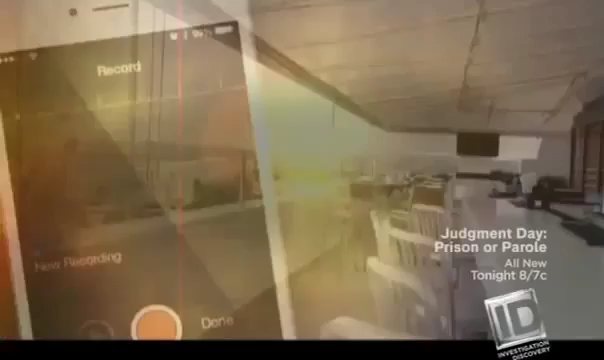 Record
New Recording
Done
Judgment Day:
Prison or Parole
All New
Tonight 8/7c
ID
INVESTIGATION
DISCOVERY